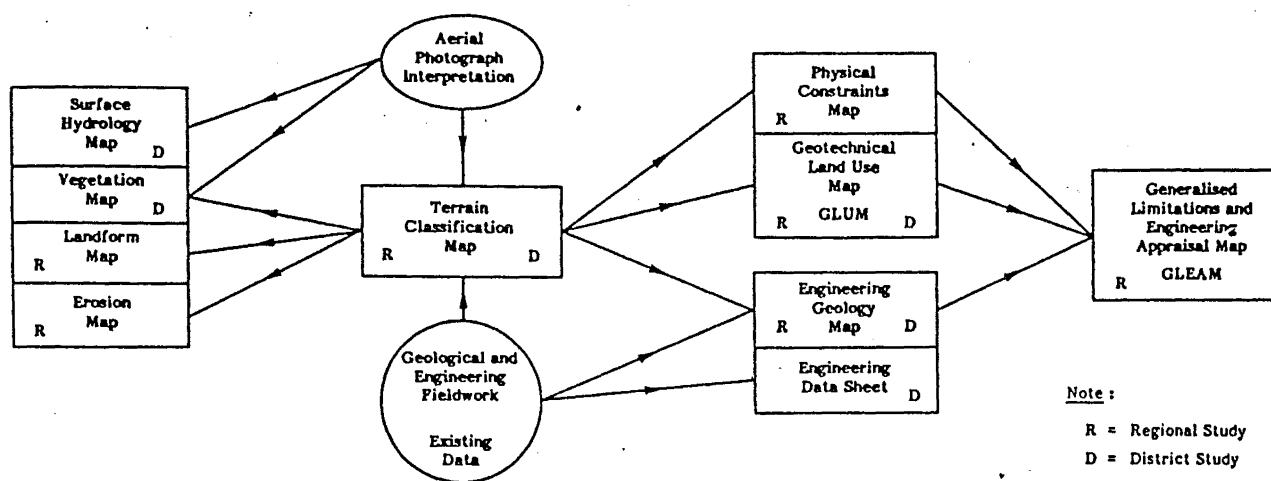 Aerial
Photograph
Interpretation
Surface
Hydrology
Map
D
Vegetation
Map
D
Landform
R Map
Erosion
R Map
Terrain
Classification
Map
R D
Geological and
Engineering
Fieldwork
Existing
Data
Physical
Constraints
Map
R
Geotechnical
Land Use
Map
R GLUM D
Engineering
Geology
R Map D
Engineering
Data Sheet
D
Generalised
Limitations and
Engineering
Appraisal Map
R GLEAM
Note :
R = Regional Study
D = District Study